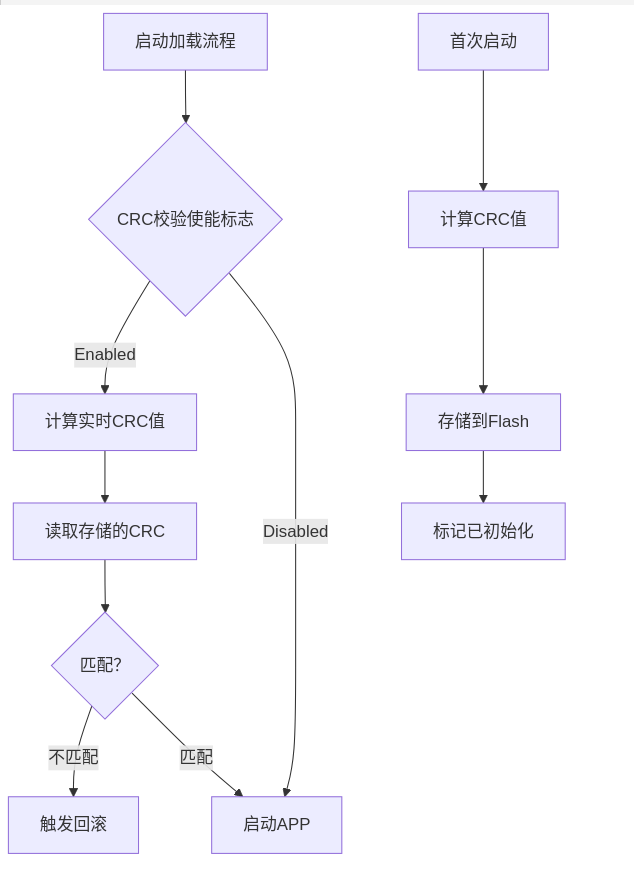 启动加载流程
首次启动
CRC校验使能标志
计算CRC值
Enabled
计算实时CRC值
存储到Flash
读取存储的CRC
Disabled
标记已初始化
匹配？
不匹配
匹配
触发回滚
启动APP